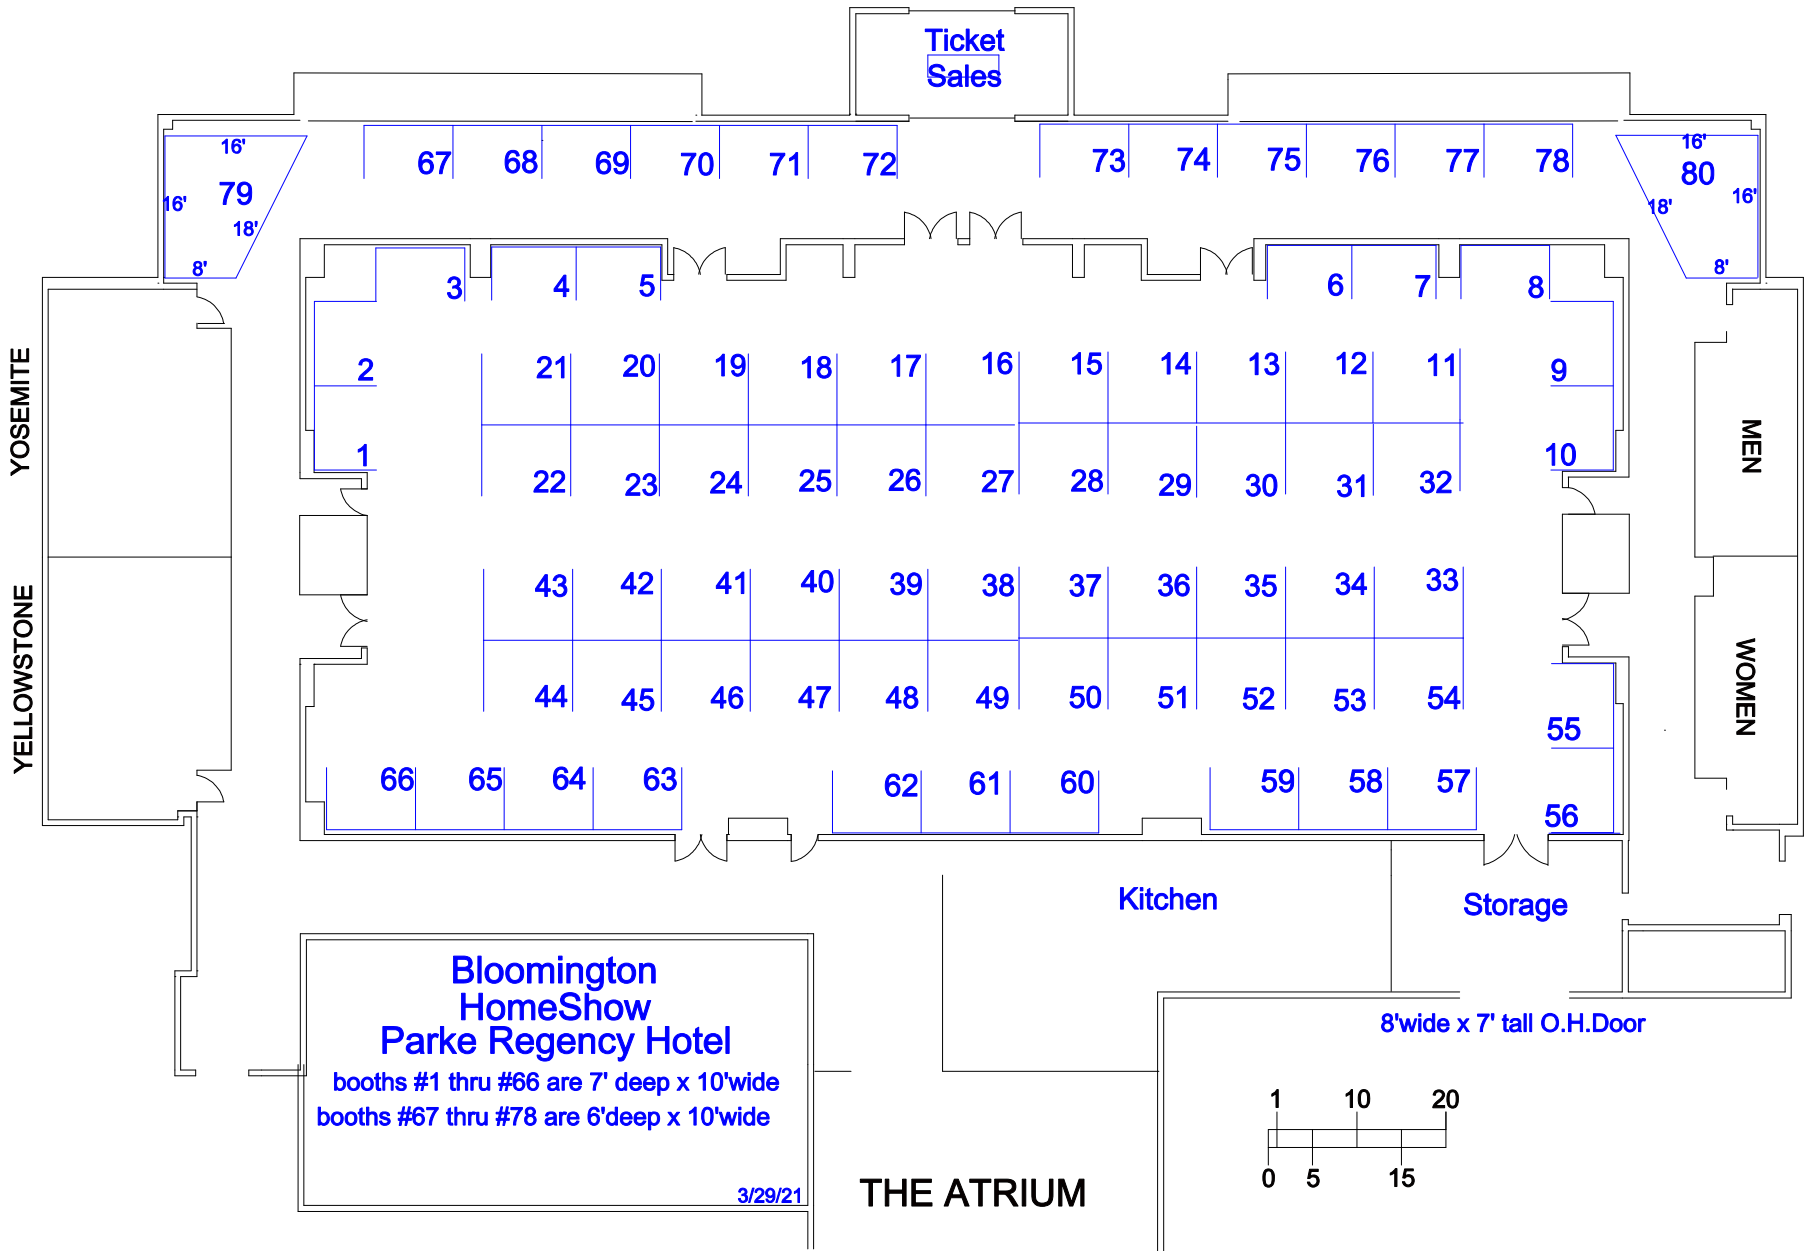 Ticket
Sales
16'
16'
79
18'
8'
67 68 69 70 71 72 73 74 75 76 77 78
16'
80
16'
18'
8'
3 4 5 6 7 8
2 21 20 19 18 17 16 15 14 13 12 11 9
1 22 23 24 25 26 27 28 29 30 31 32 10
YOSEMITE
MEN
43 42 41 40 39 38 37 36 35 34 33
YELLOWSTONE
WOMEN
44 45 46 47 48 49 50 51 52 53 54 55
66 65 64 63 62 61 60 59 58 57 56
Kitchen
Storage
Bloomington
HomeShow
Parke Regency Hotel
booths #1 thru #66 are 7' deep x 10'wide
booths #67 thru #78 are 6'deep x 10'wide
3/29/21
8'wide x 7' tall O.H.Door
1 10 20
0 5 15
THE ATRIUM